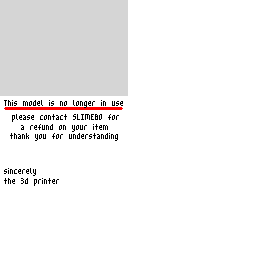 This model is no longer in use
please contact SLIMEBO for
a refund on your item
thank you for understanding
sincerely
the 3d printer